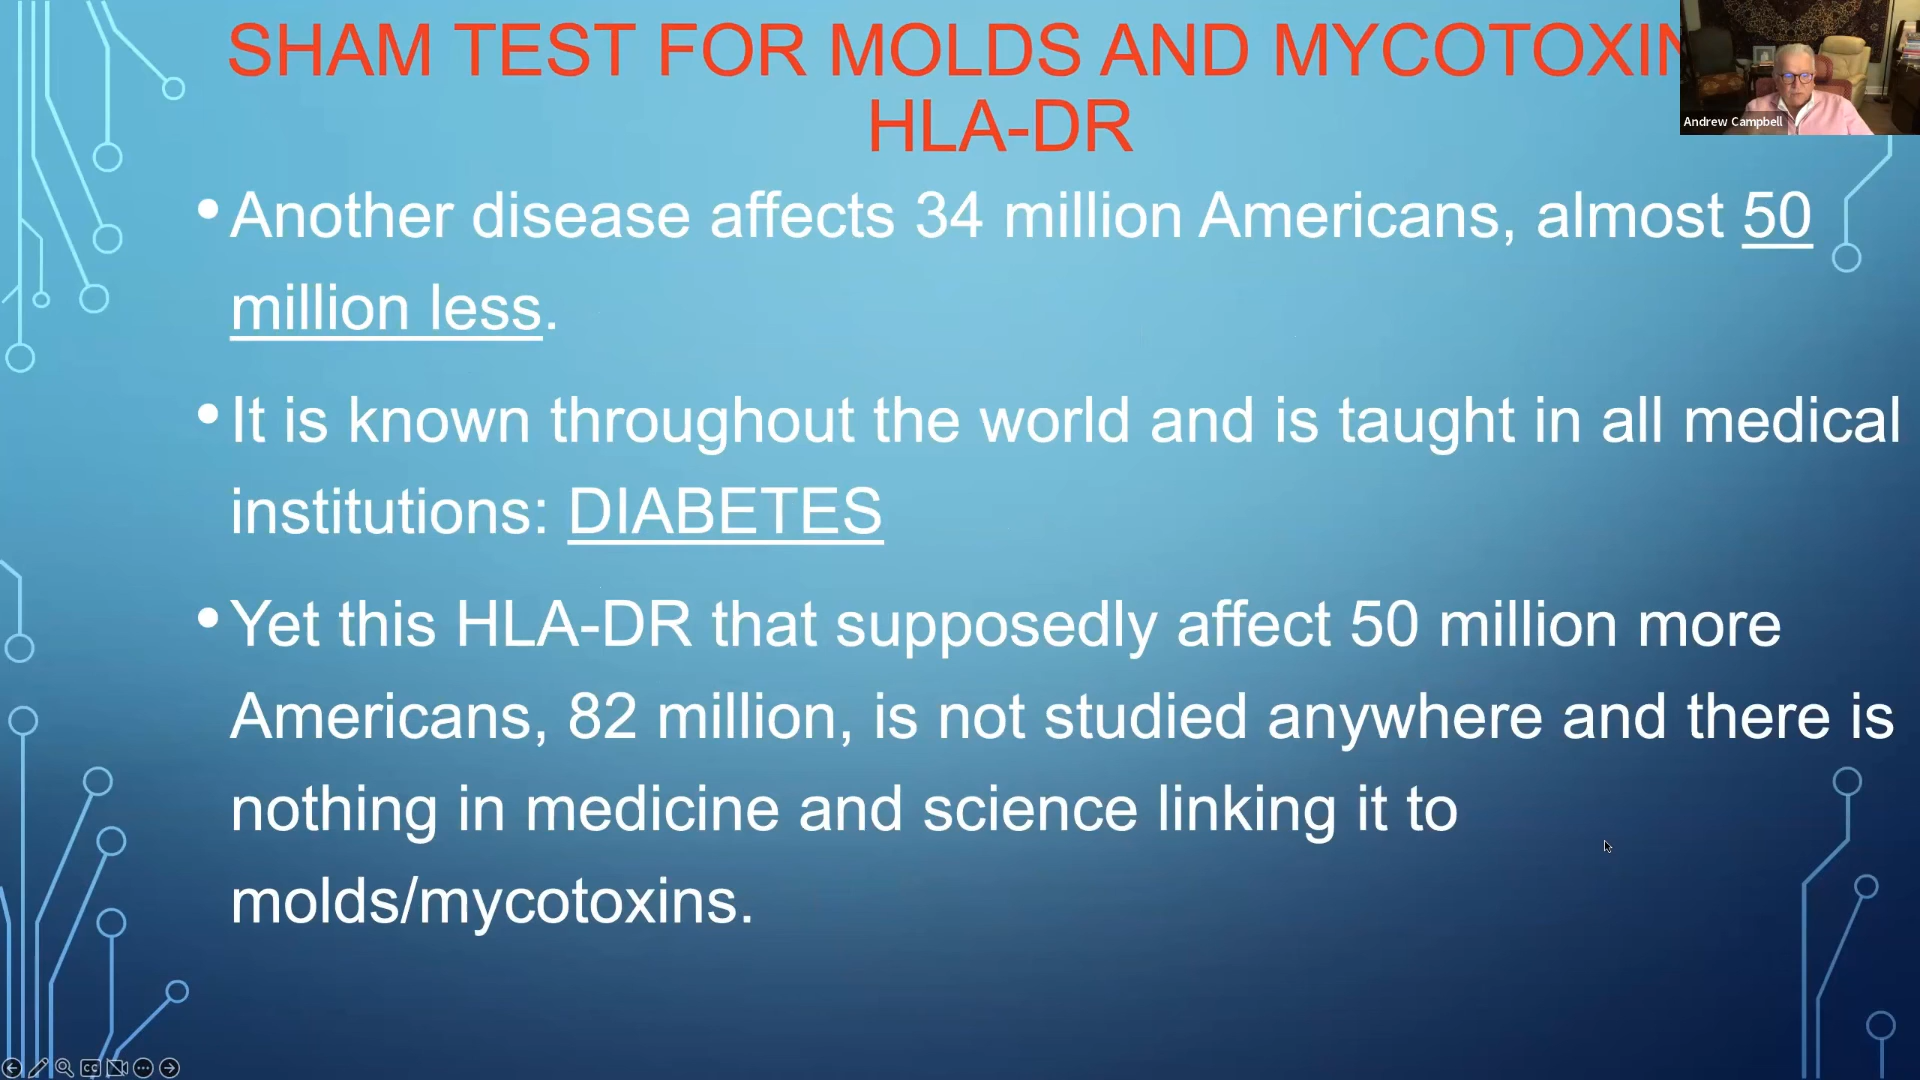 SHAM TEST FOR MOLDS AND MYCOTOXIN
HLA-DR
Andrew Campbell
• Another disease affects 34 million Americans, almost 50
million less.
• It is known throughout the world and is taught in all medical
institutions: DIABETES
• Yet this HLA-DR that supposedly affect 50 million more
Americans, 82 million, is not studied anywhere and there is
nothing in medicine and science linking it to
molds/mycotoxins.
CC